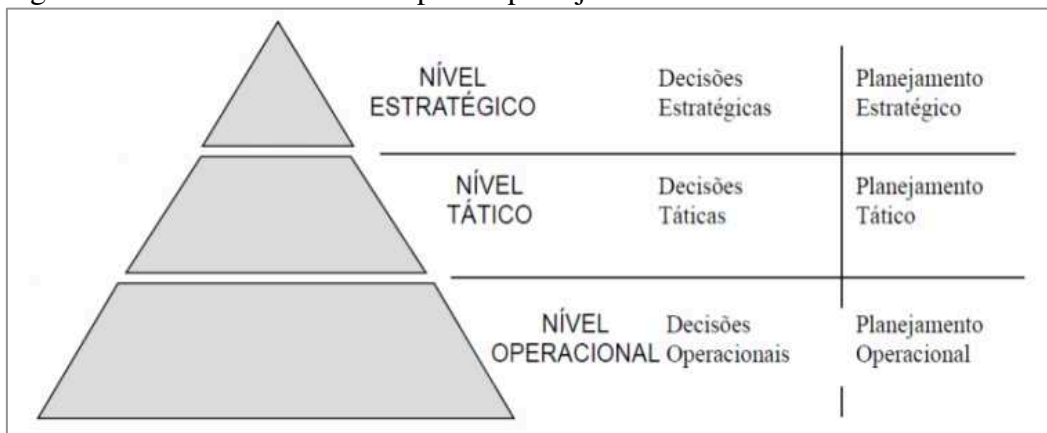 NÍVEL ESTRATÉGICO
Decisões Estratégicas
Planejamento Estratégico
NÍVEL TÁTICO
Decisões Táticas
Planejamento Tático
NÍVEL OPERACIONAL
Decisões Operacionais
Planejamento Operacional